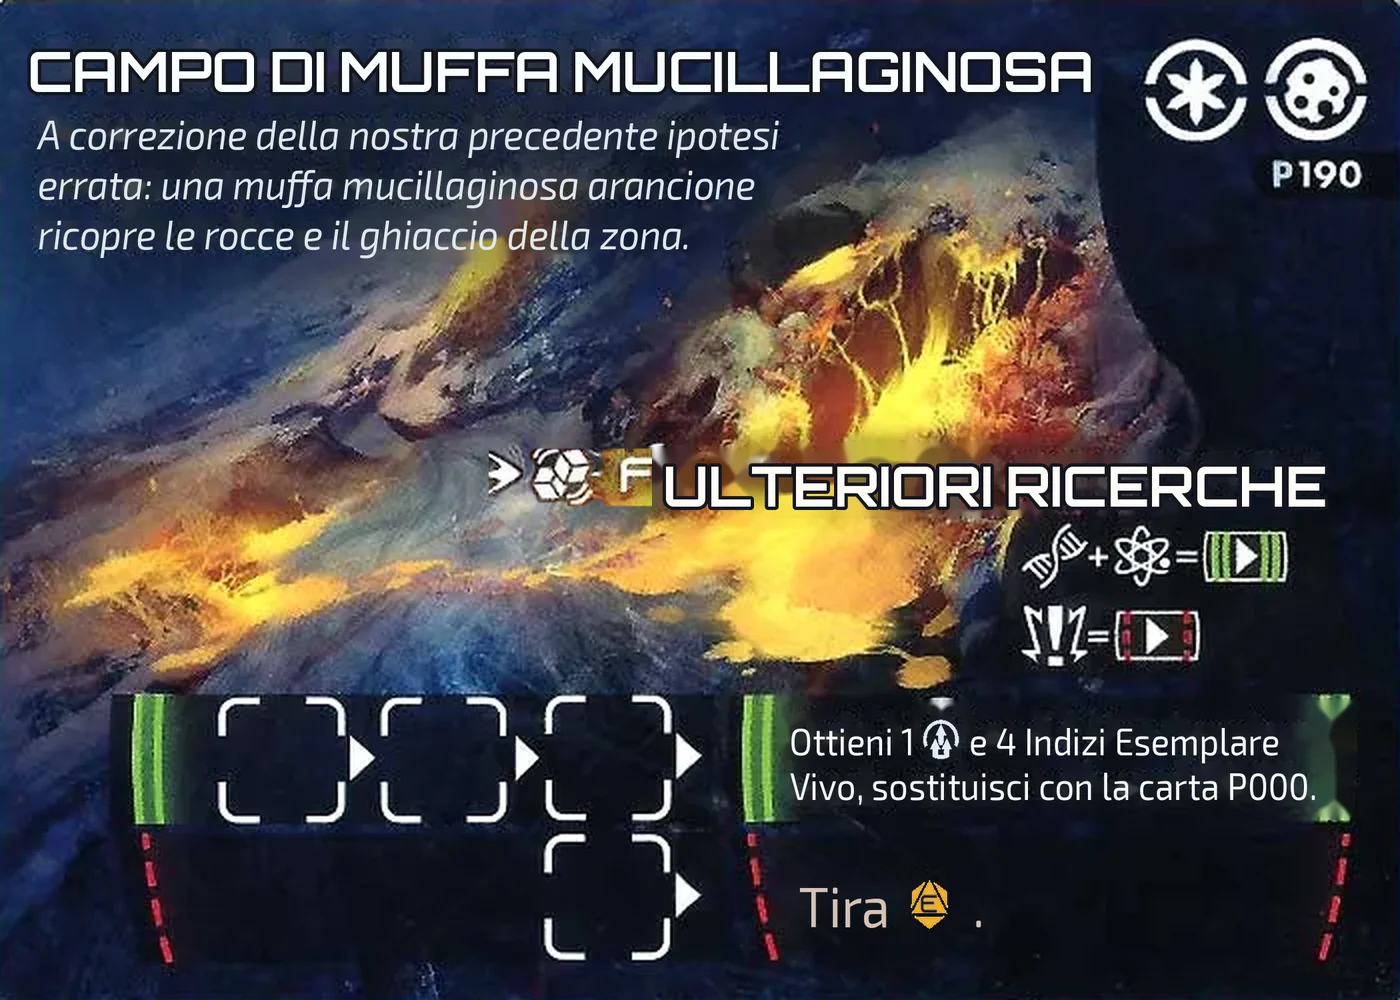 CAMPO DI MUFFA MUCILLAGINOSA
A correzione della nostra precedente ipotesi
errata: una muffa mucillaginosa arancione
ricopre le rocce e il ghiaccio della zona.
P190
F ULTERIORI RICERCHE
+ =
! =
Ottieni 1 e 4 Indizi Esemplare
Vivo, sostituisci con la carta P000.
Tira E .